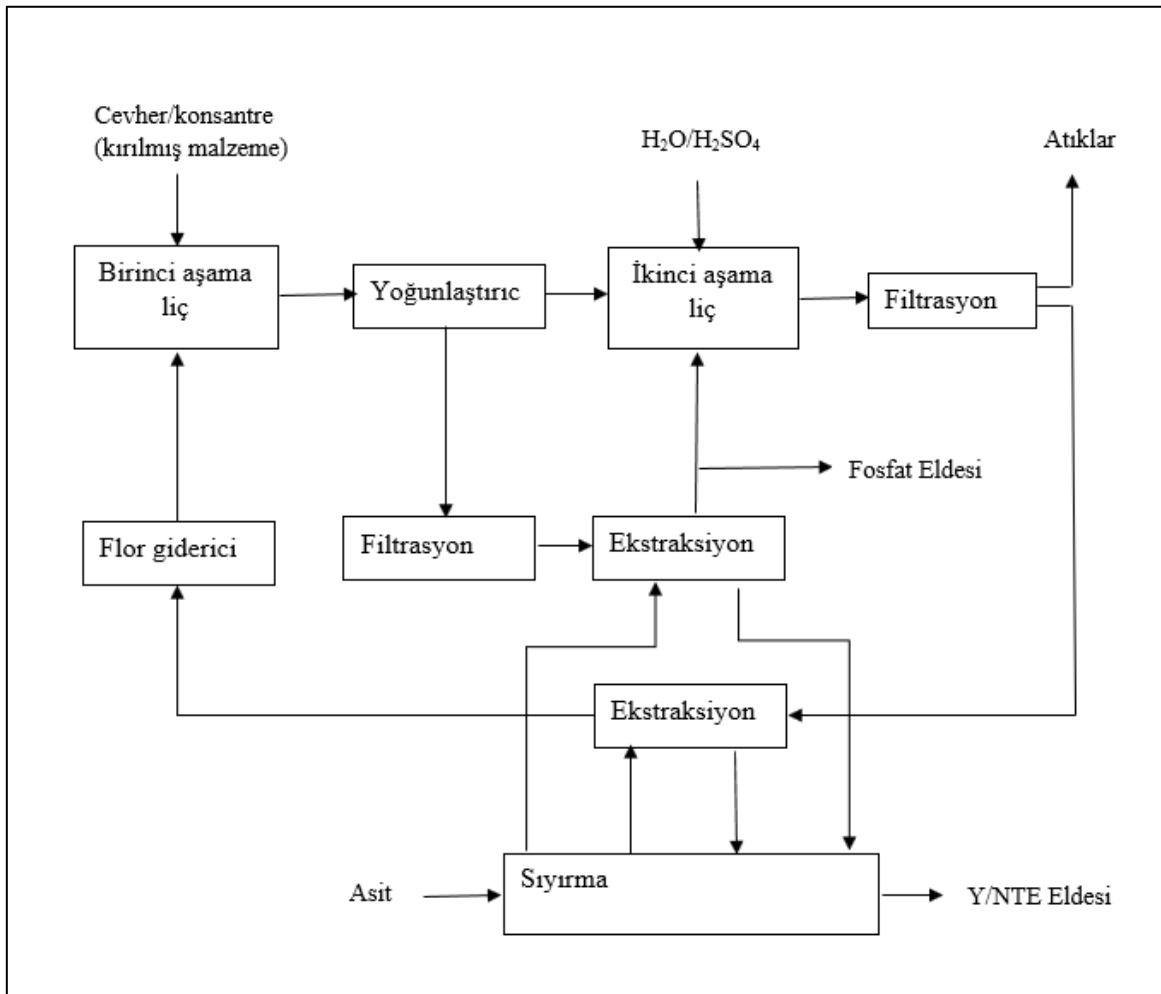 Cevher/konsantre
(kırılmış malzeme)
H₂O/H₂SO₄
Atıklar
Birinci aşama
liç
Yoğunlaştırıc
İkinci aşama
liç
Filtrasyon
Fosfat Eldesi
Flor giderici
Filtrasyon
Ekstraksiyon
Ekstraksiyon
Asit
Sıyırma
Y/NTE Eldesi